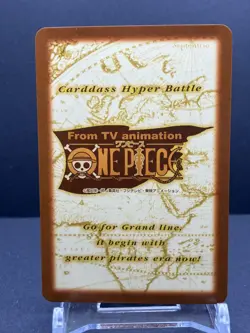 Carddass Hyper Battle
From TV animation
ワンピース
ONE PIECE
Go for Grand line,
it begin with
greater pirates era now!